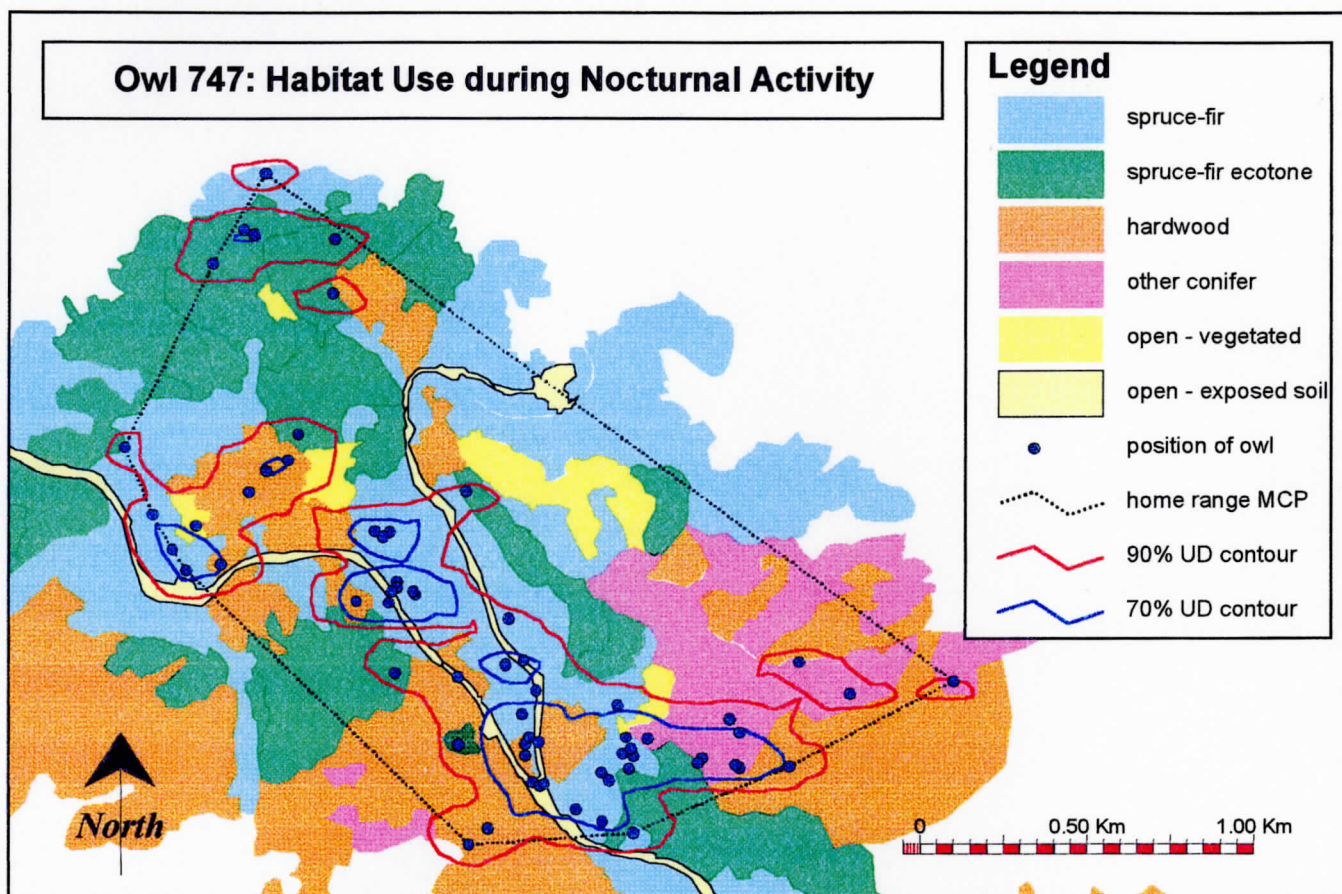 Owl 747: Habitat Use during Nocturnal Activity
Legend
spruce-fir
spruce-fir ecotone
hardwood
other conifer
open - vegetated
open - exposed soil
position of owl
home range MCP
90% UD contour
70% UD contour
North
0 0.50 Km 1.00 Km